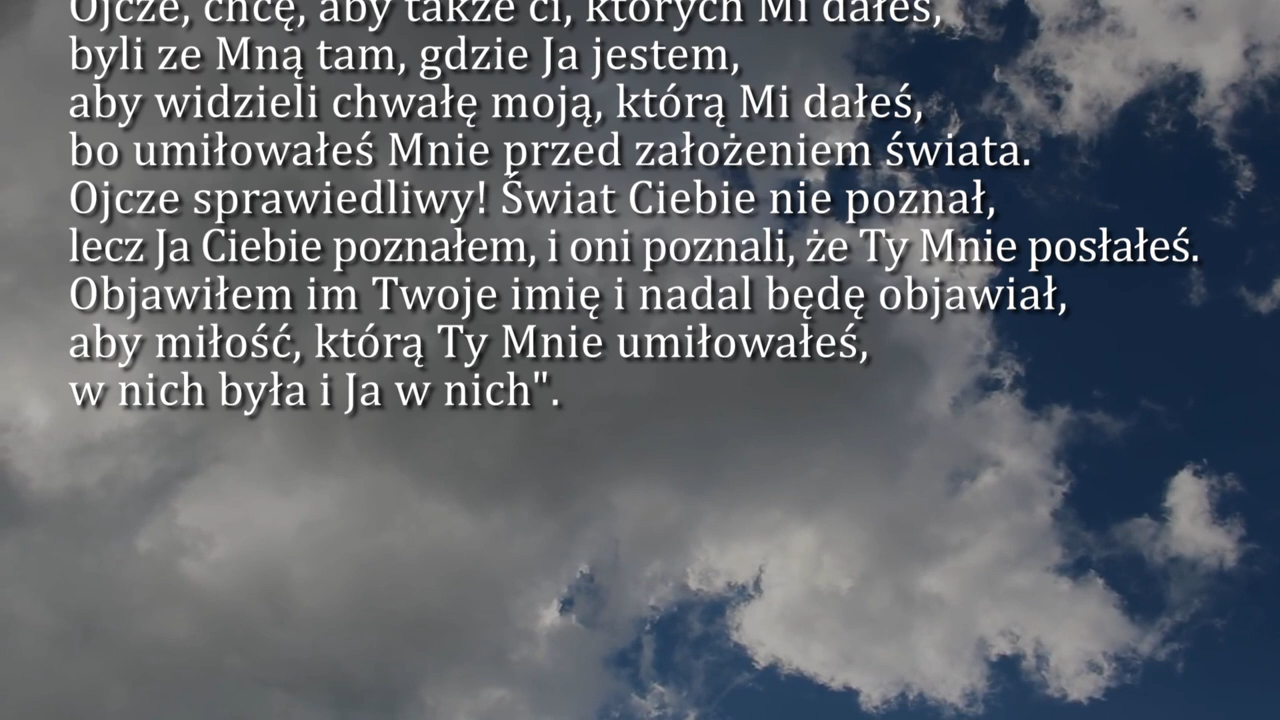 Ojcze, chcę, aby także ci, których Mi dałeś,
byli ze Mną tam, gdzie Ja jestem,
aby widzieli chwałę moją, którą Mi dałeś,
bo umiłowałeś Mnie przed założeniem świata.
Ojcze sprawiedliwy! Świat Ciebie nie poznał,
lecz Ja Ciebie poznałem, i oni poznali, że Ty Mnie posłałeś.
Objawiłem im Twoje imię i nadal będę objawiał,
aby miłość, którą Ty Mnie umiłowałeś,
w nich była i Ja w nich".